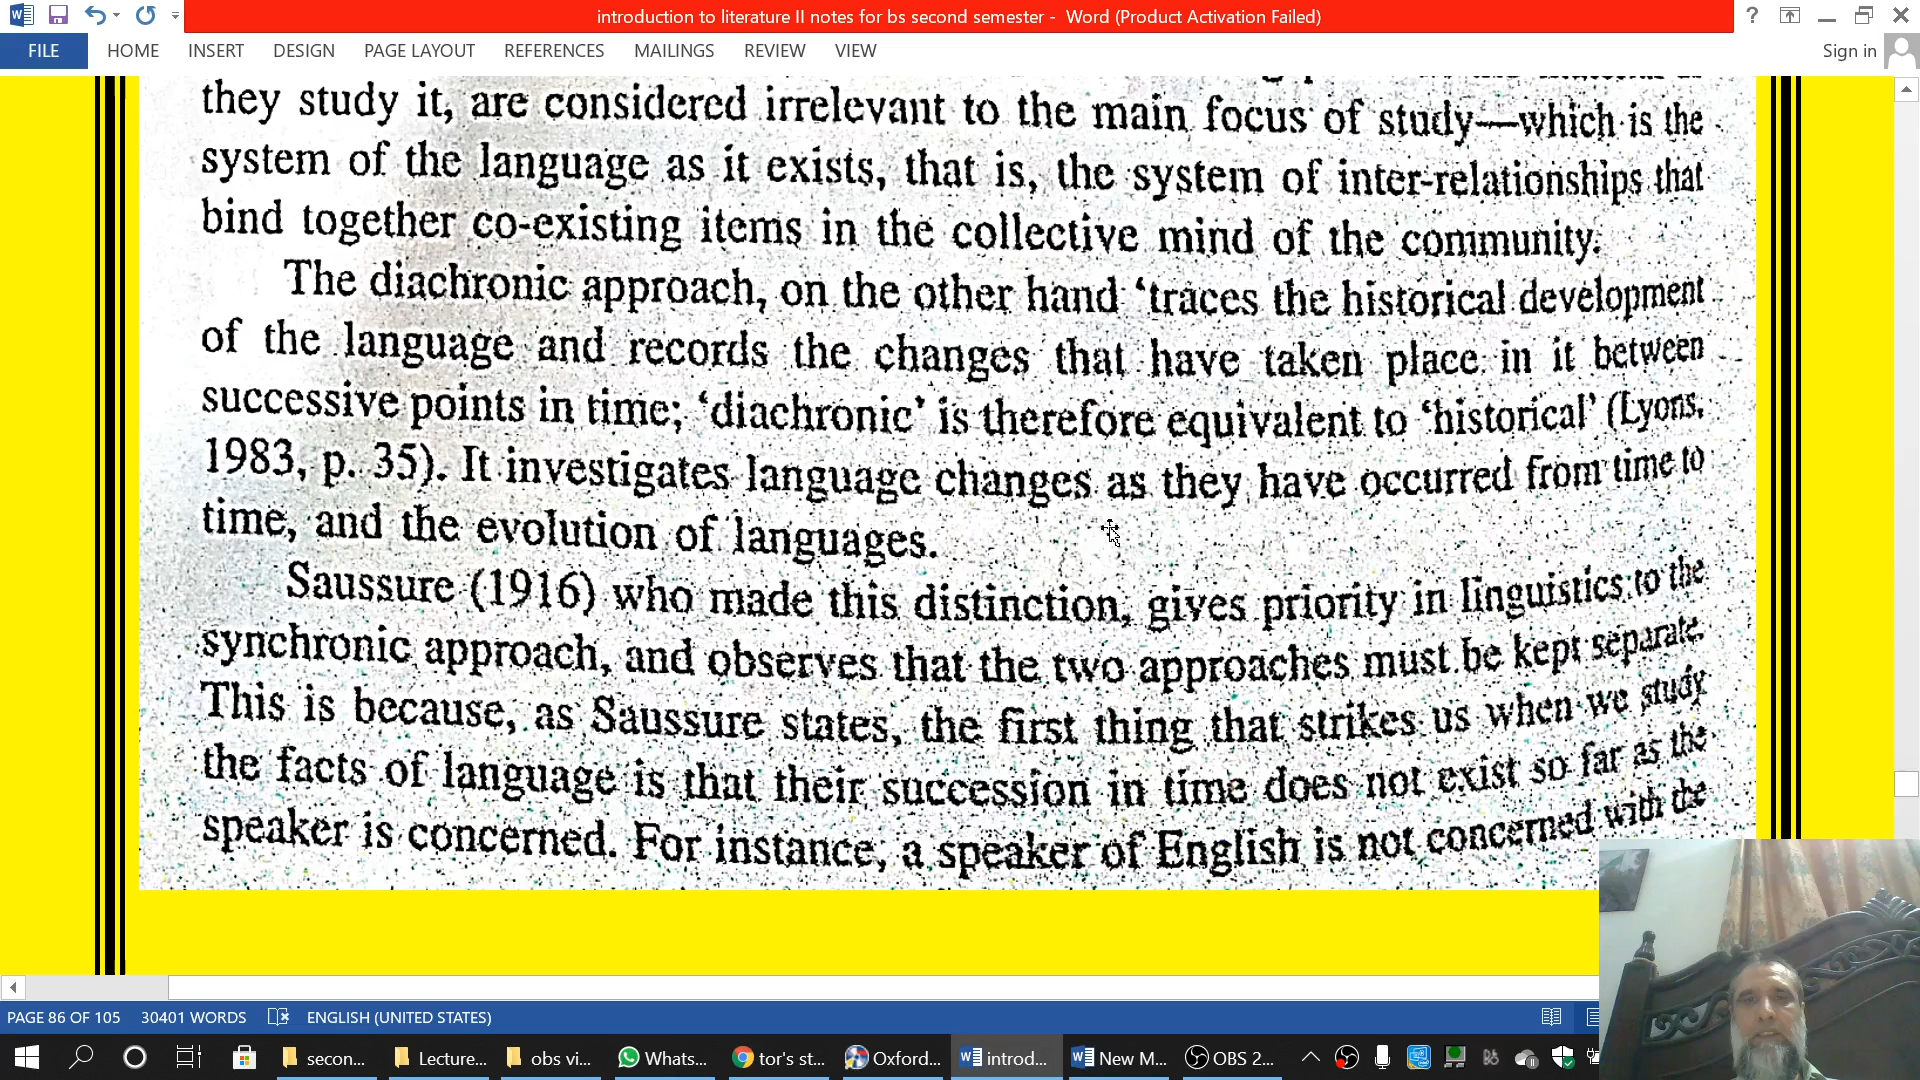 introduction to literature II notes for bs second semester - Word (Product Activation Failed)
FILE HOME INSERT DESIGN PAGE LAYOUT REFERENCES MAILINGS REVIEW VIEW Sign in
they study it, are considered irrelevant to the main focus of study—which is the
system of the language as it exists, that is, the system of inter-relationships that
bind together co-existing items in the collective mind of the community.
The diachronic approach, on the other hand ‘traces the historical development
of the language and records the changes that have taken place in it between
successive points in time; ‘diachronic’ is therefore equivalent to ‘historical’ (Lyons,
1983, p. 35). It investigates language changes as they have occurred from time to
time, and the evolution of languages.
Saussure (1916) who made this distinction, gives priority in linguistics to the
synchronic approach, and observes that the two approaches must be kept separate.
This is because, as Saussure states, the first thing that strikes us when we study
the facts of language is that their succession in time does not exist so far as the
speaker is concerned. For instance, a speaker of English is not concerned with the
PAGE 86 OF 105 30401 WORDS ENGLISH (UNITED STATES)
secon... Lecture... obs vi... Whats... tor's st... Oxford... introd... New M... OBS 2...